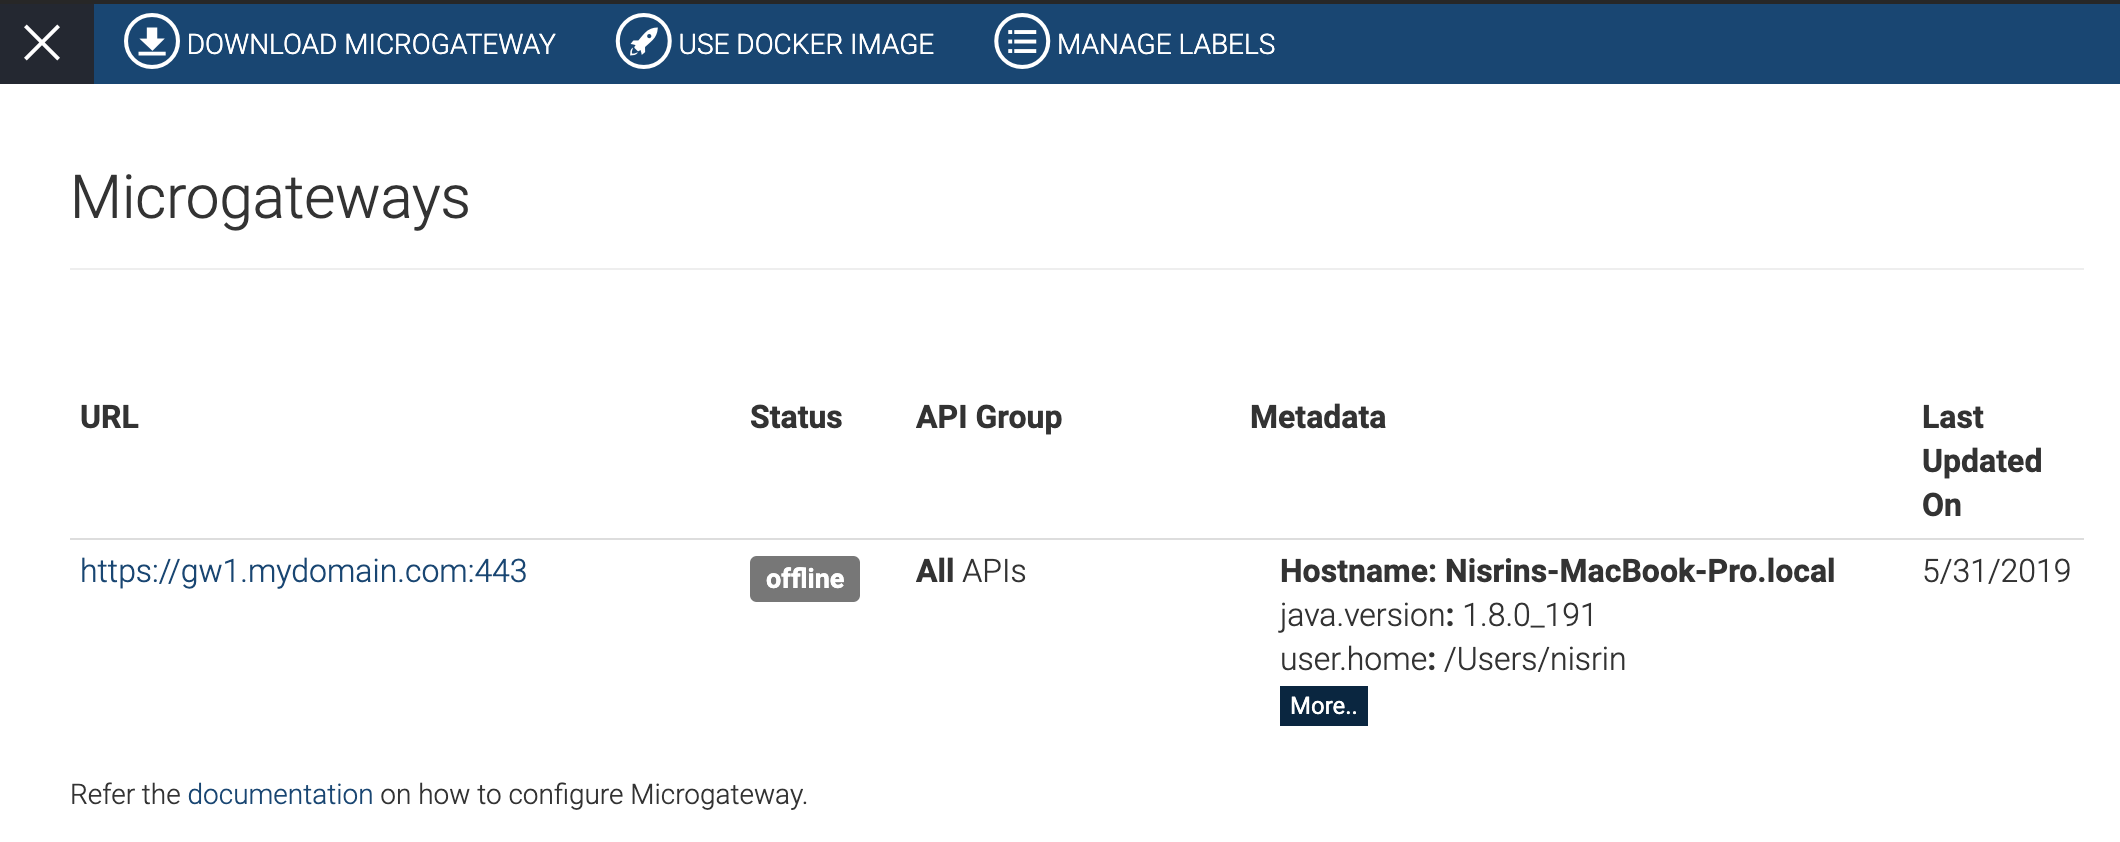 DOWNLOAD MICROGATEWAY USE DOCKER IMAGE MANAGE LABELS
Microgateways
URL Status API Group Metadata Last Updated On
https://gw1.mydomain.com:443 offline All APIs Hostname: Nisrins-MacBook-Pro.local 5/31/2019
java.version: 1.8.0_191
user.home: /Users/nisrin
More..
Refer the documentation on how to configure Microgateway.